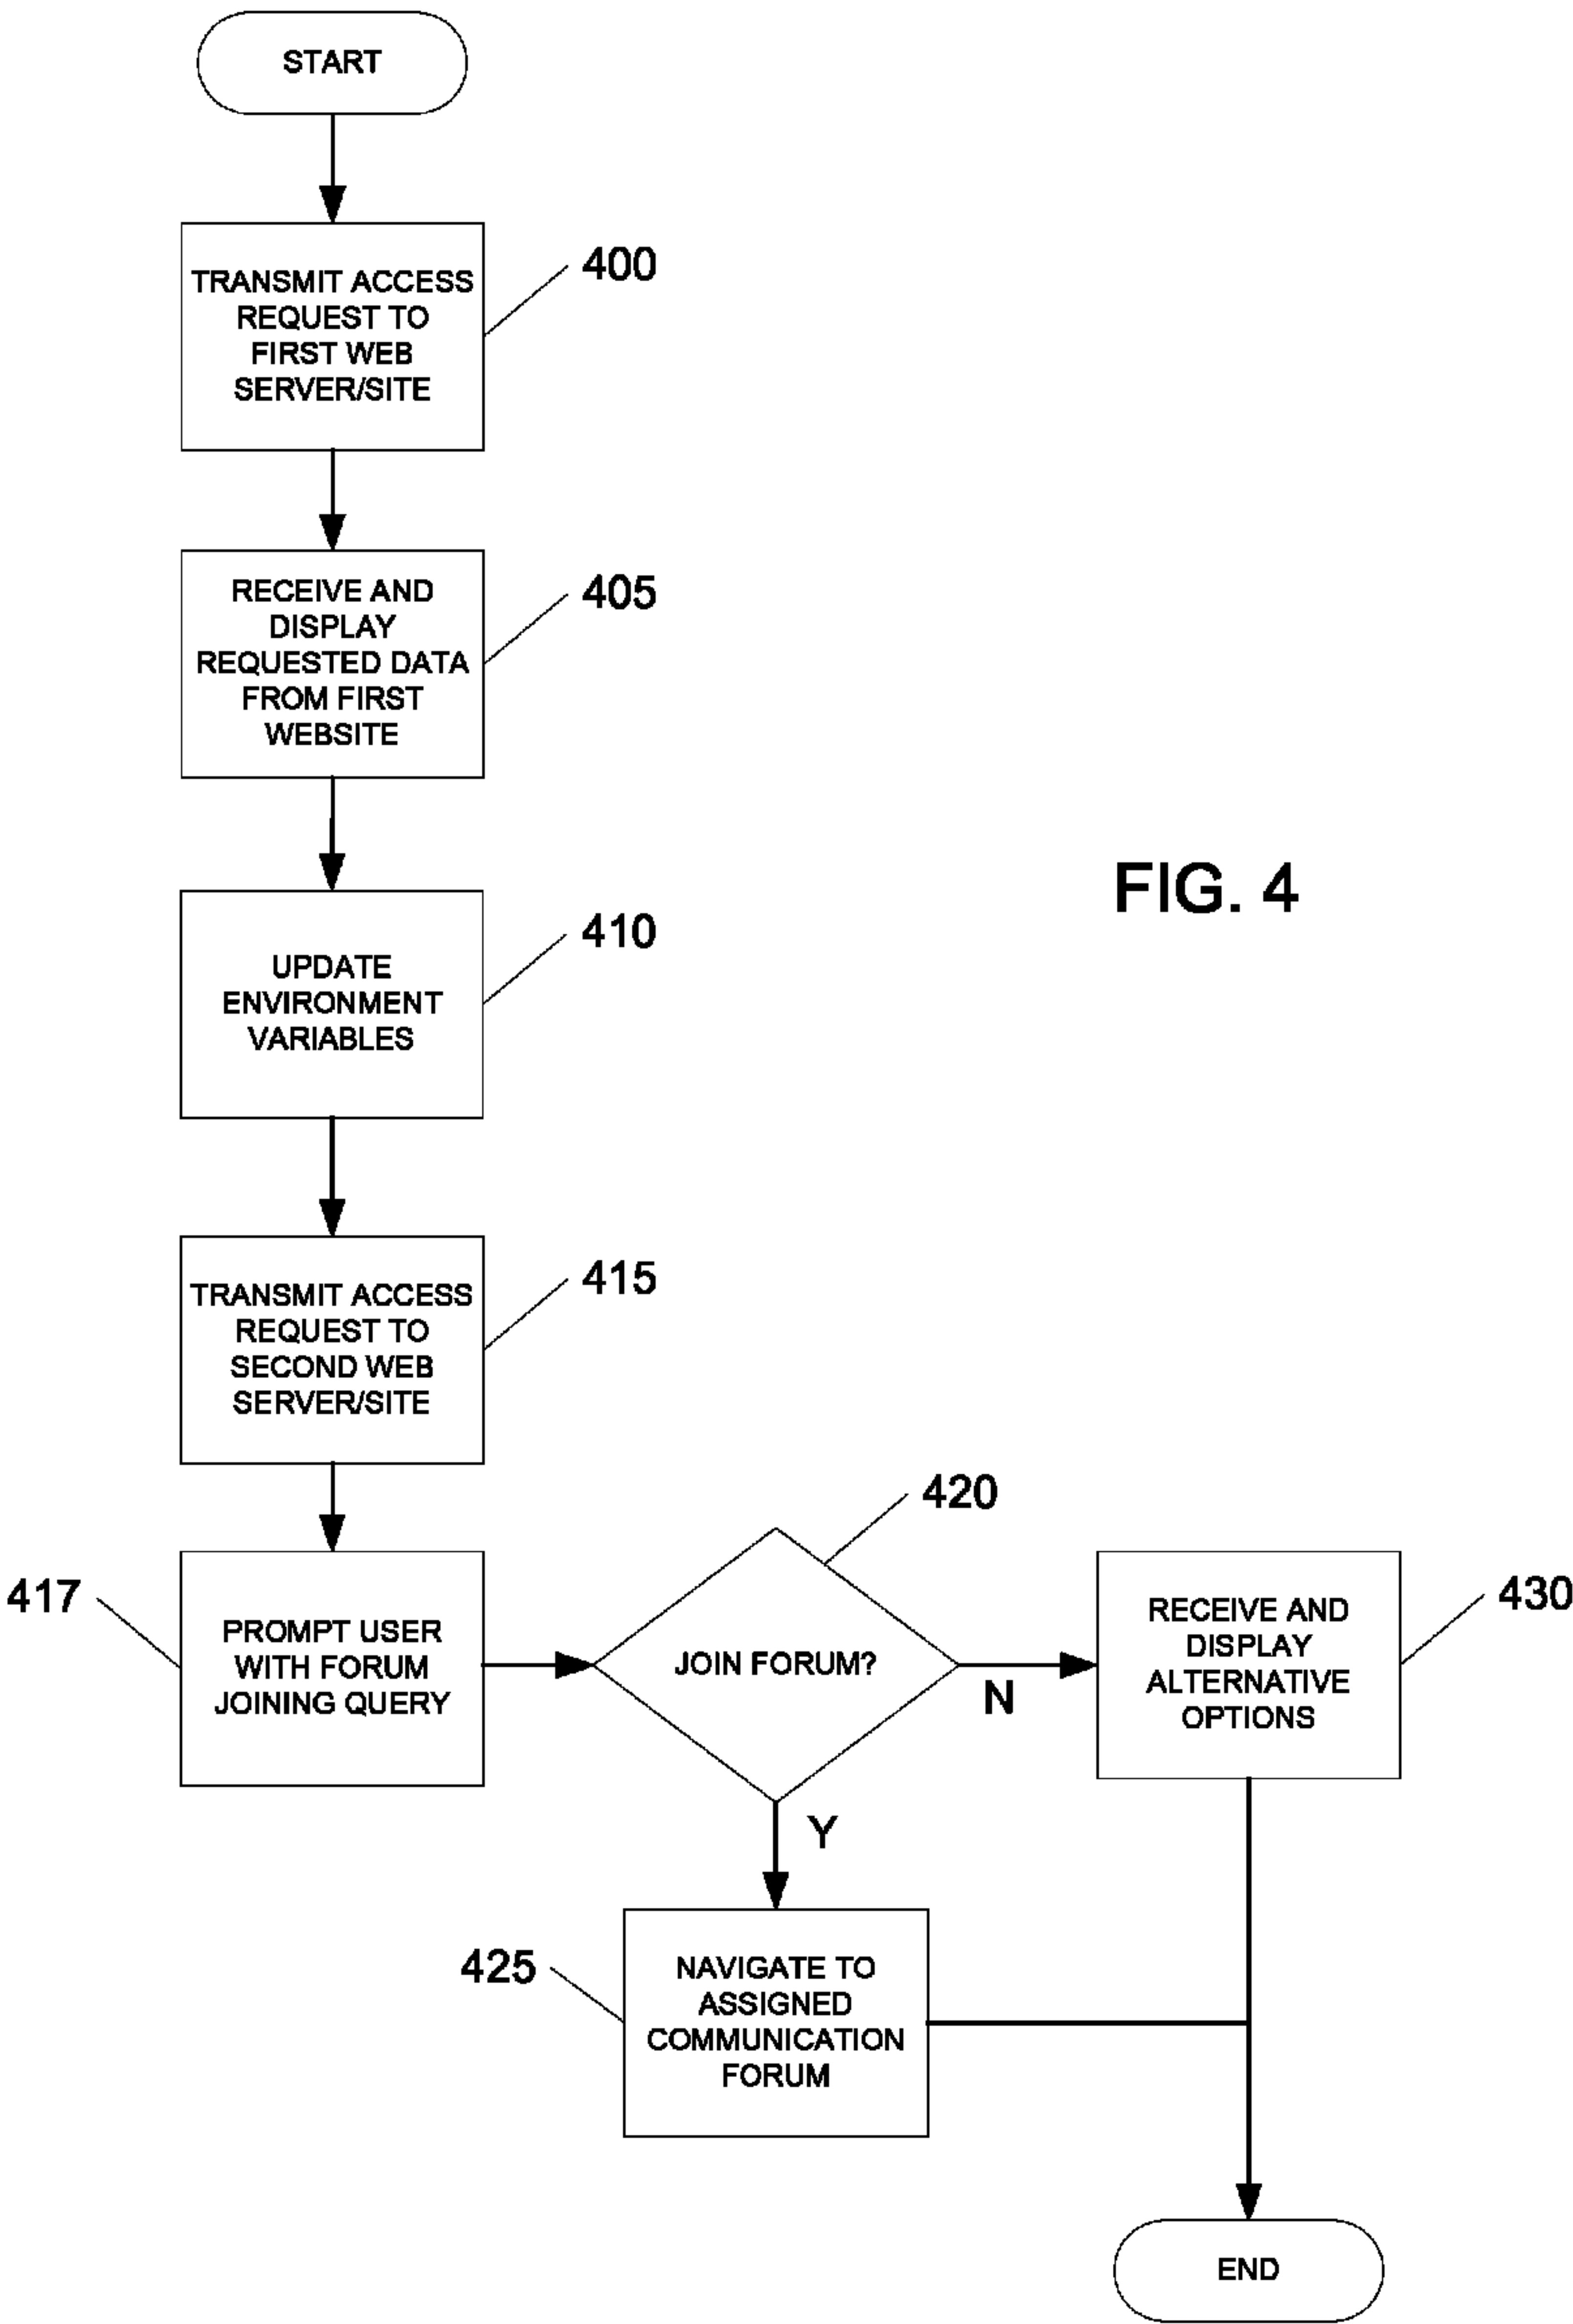 START
TRANSMIT ACCESS
REQUEST TO
FIRST WEB
SERVER/SITE
400
RECEIVE AND
DISPLAY
REQUESTED DATA
FROM FIRST
WEBSITE
405
UPDATE
ENVIRONMENT
VARIABLES
410
FIG. 4
TRANSMIT ACCESS
REQUEST TO
SECOND WEB
SERVER/SITE
415
417
PROMPT USER
WITH FORUM
JOINING QUERY
JOIN FORUM?
420
N
Y
RECEIVE AND
DISPLAY
ALTERNATIVE
OPTIONS
430
425
NAVIGATE TO
ASSIGNED
COMMUNICATION
FORUM
END